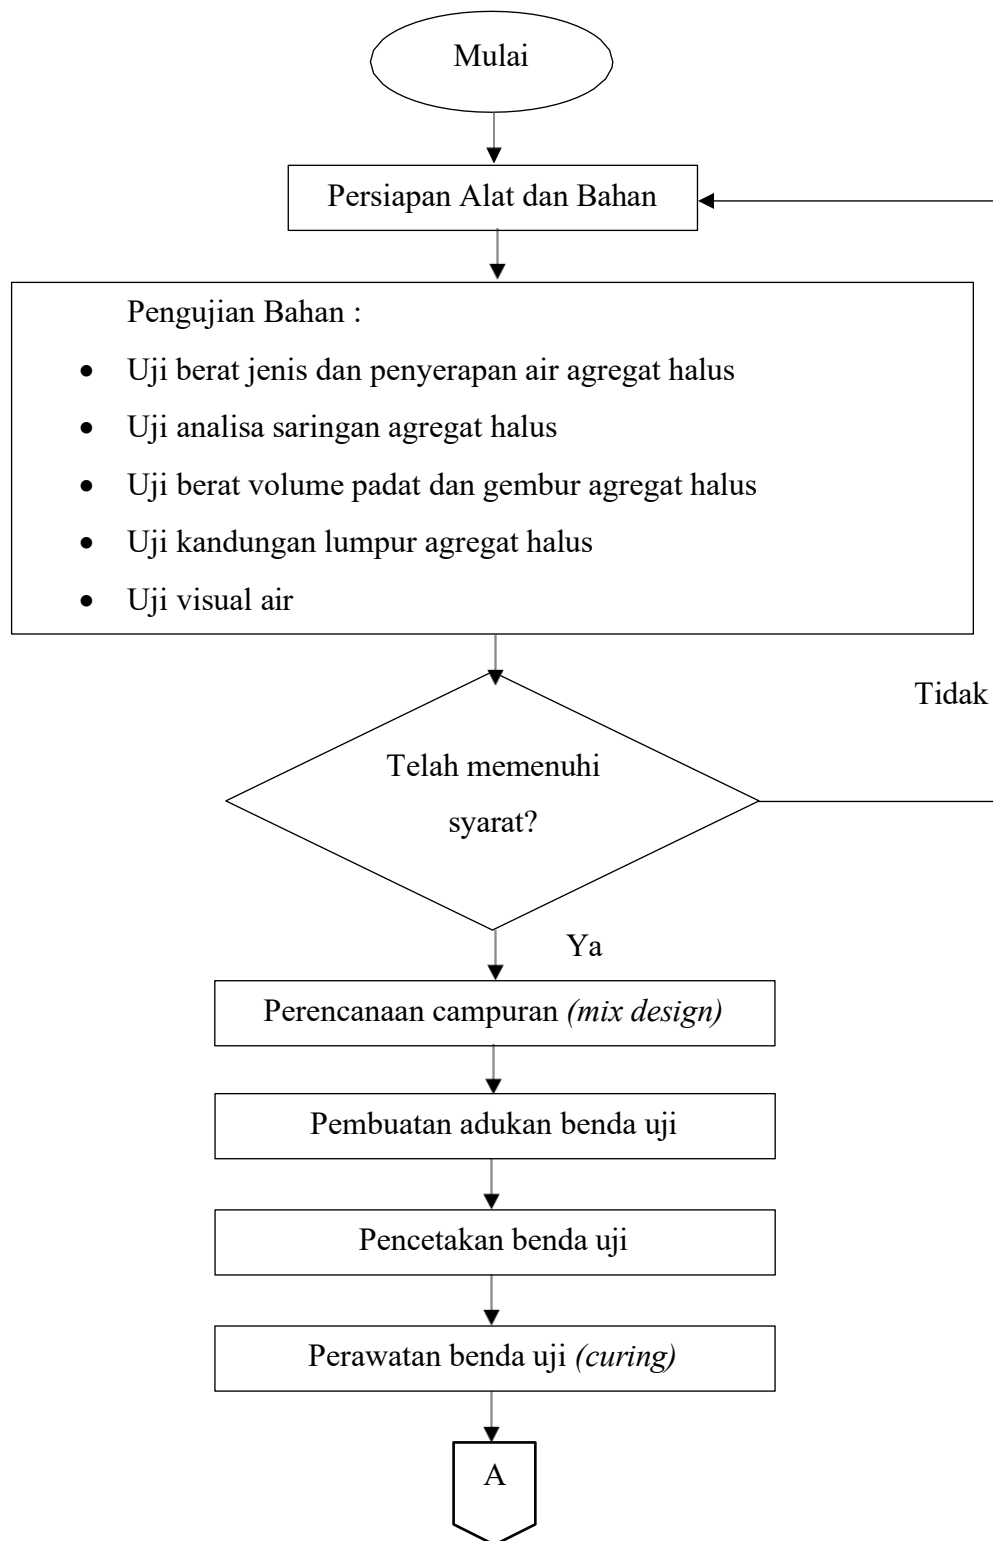 Mulai
Persiapan Alat dan Bahan
Pengujian Bahan :
• Uji berat jenis dan penyerapan air agregat halus
• Uji analisa saringan agregat halus
• Uji berat volume padat dan gembur agregat halus
• Uji kandungan lumpur agregat halus
• Uji visual air
Tidak
Telah memenuhi
syarat?
Ya
Perencanaan campuran (mix design)
Pembuatan adukan benda uji
Pencetakan benda uji
Perawatan benda uji (curing)
A